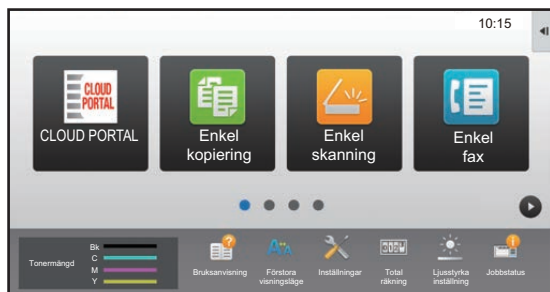 10:15
CLOUD
PORTAL
CLOUD PORTAL
Enkel
kopiering
Enkel
skanning
Enkel
fax
Tonermängd
Bk
C
M
Y
Bruksanvisning
Förstora
visningsläge
Inställningar
Total
räkning
Ljusstyrka
inställning
Jobbstatus